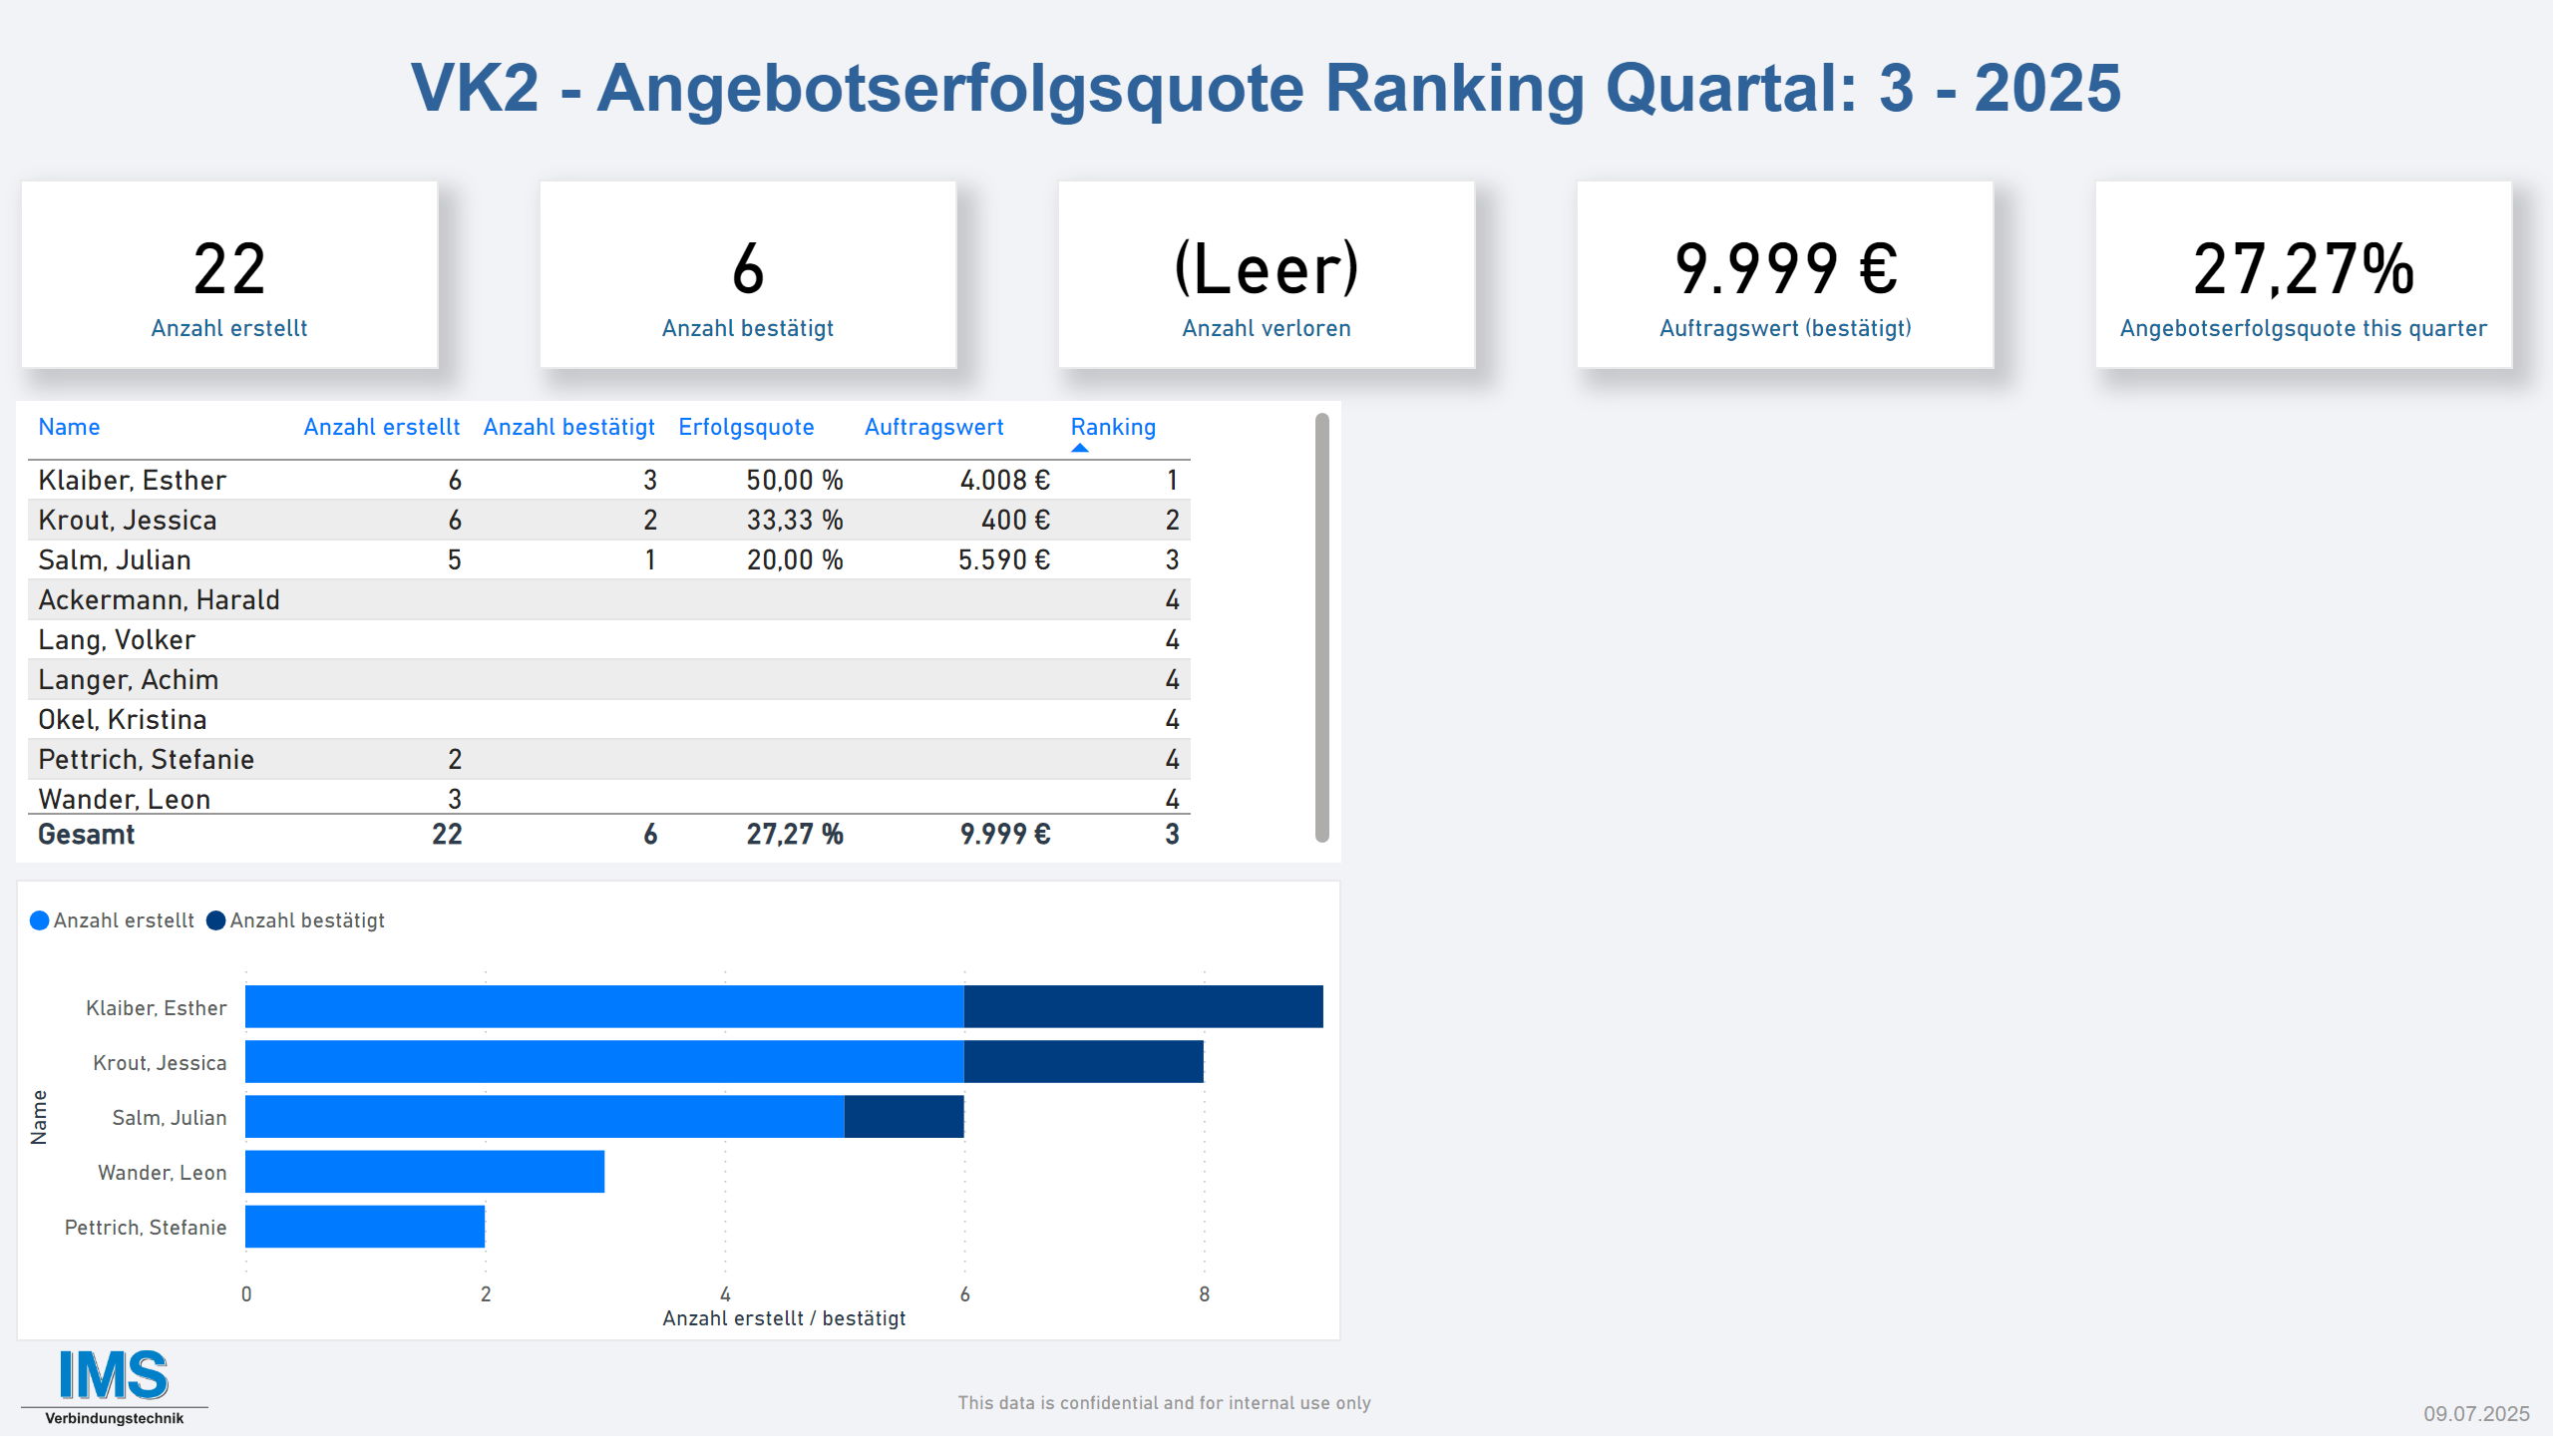 VK2 - Angebotserfolgsquote Ranking Quartal: 3 - 2025
22
Anzahl erstellt
6
Anzahl bestätigt
(Leer)
Anzahl verloren
9.999 €
Auftragswert (bestätigt)
27,27%
Angebotserfolgsquote this quarter
Name Anzahl erstellt Anzahl bestätigt Erfolgsquote Auftragswert Ranking
Klaiber, Esther 6 3 50,00 % 4.008 € 1
Krout, Jessica 6 2 33,33 % 400 € 2
Salm, Julian 5 1 20,00 % 5.590 € 3
Ackermann, Harald 4
Lang, Volker 4
Langer, Achim 4
Okel, Kristina 4
Pettrich, Stefanie 2 4
Wander, Leon 3 4
Gesamt 22 6 27,27 % 9.999 € 3
Anzahl erstellt Anzahl bestätigt
Name
Klaiber, Esther
Krout, Jessica
Salm, Julian
Wander, Leon
Pettrich, Stefanie
0 2 4 6 8
Anzahl erstellt / bestätigt
IMS
Verbindungstechnik
This data is confidential and for internal use only
09.07.2025